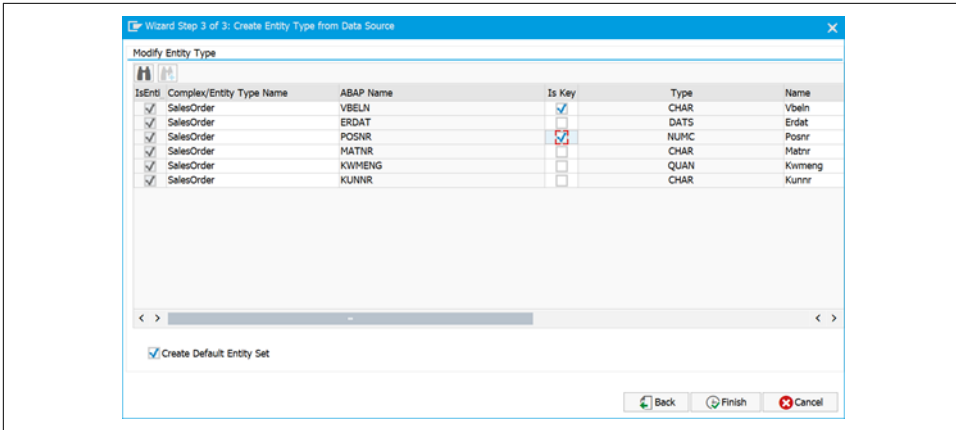 Wizard Step 3 of 3: Create Entity Type from Data Source
Modify Entity Type
IsEnti.. Complex/Entity Type Name ABAP Name Is Key Type Name
SalesOrder VBELN CHAR Vbeln
SalesOrder ERDAT DATS Erdat
SalesOrder POSNR NUMC Posnr
SalesOrder MATNR CHAR Matnr
SalesOrder KWMENG QUAN Kwmeng
SalesOrder KUNNR CHAR Kunnr
Create Default Entity Set
Back Finish Cancel